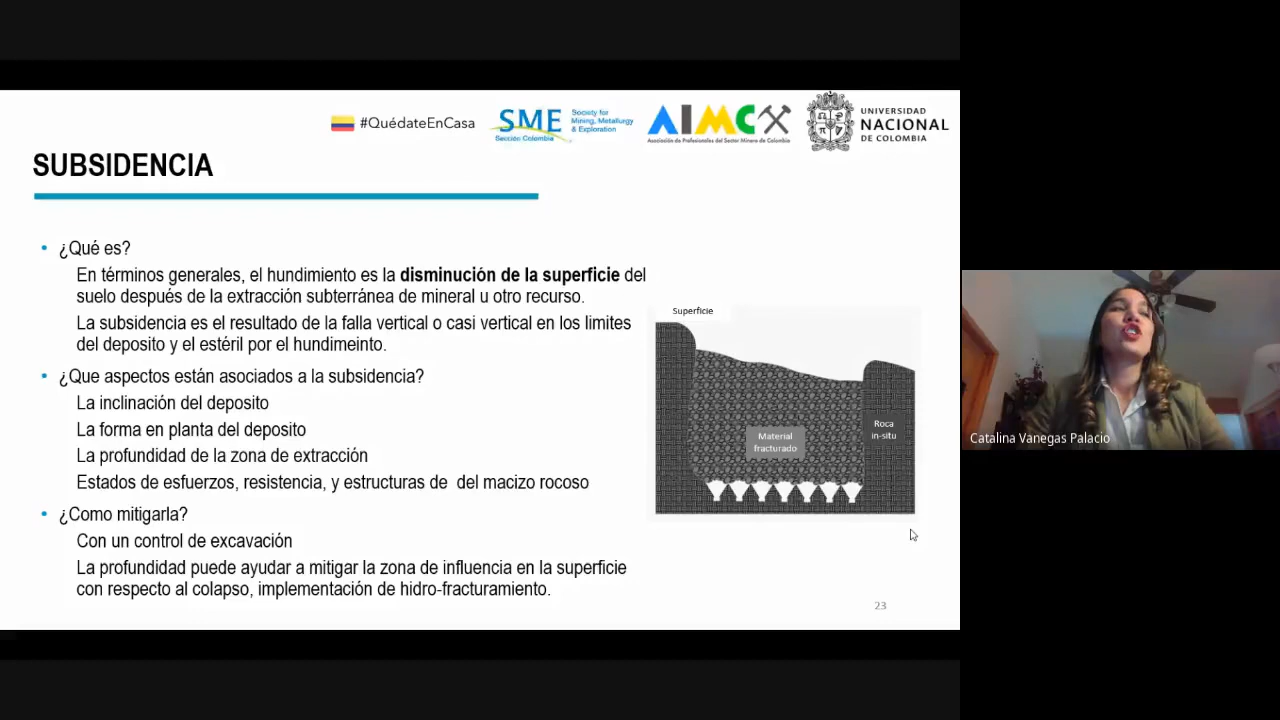 #QuédateEnCasa
SME
Sección Colombia
Society for
Mining, Metallurgy
& Exploration
AIMC
Asociación de Profesionales del Sector Minero de Colombia
UNIVERSIDAD
NACIONAL
DE COLOMBIA
SUBSIDENCIA
• ¿Qué es?
En términos generales, el hundimiento es la disminución de la superficie del
suelo después de la extracción subterránea de mineral u otro recurso.
La subsidencia es el resultado de la falla vertical o casi vertical en los limites
del deposito y el estéril por el hundimeinto.
• ¿Que aspectos están asociados a la subsidencia?
La inclinación del deposito
La forma en planta del deposito
La profundidad de la zona de extracción
Estados de esfuerzos, resistencia, y estructuras de  del macizo rocoso
• ¿Como mitigarla?
Con un control de excavación
La profundidad puede ayudar a mitigar la zona de influencia en la superficie
con respecto al colapso, implementación de hidro-fracturamiento.
Superficie
Material
fracturado
Roca
in-situ
23
Catalina Vanegas Palacio